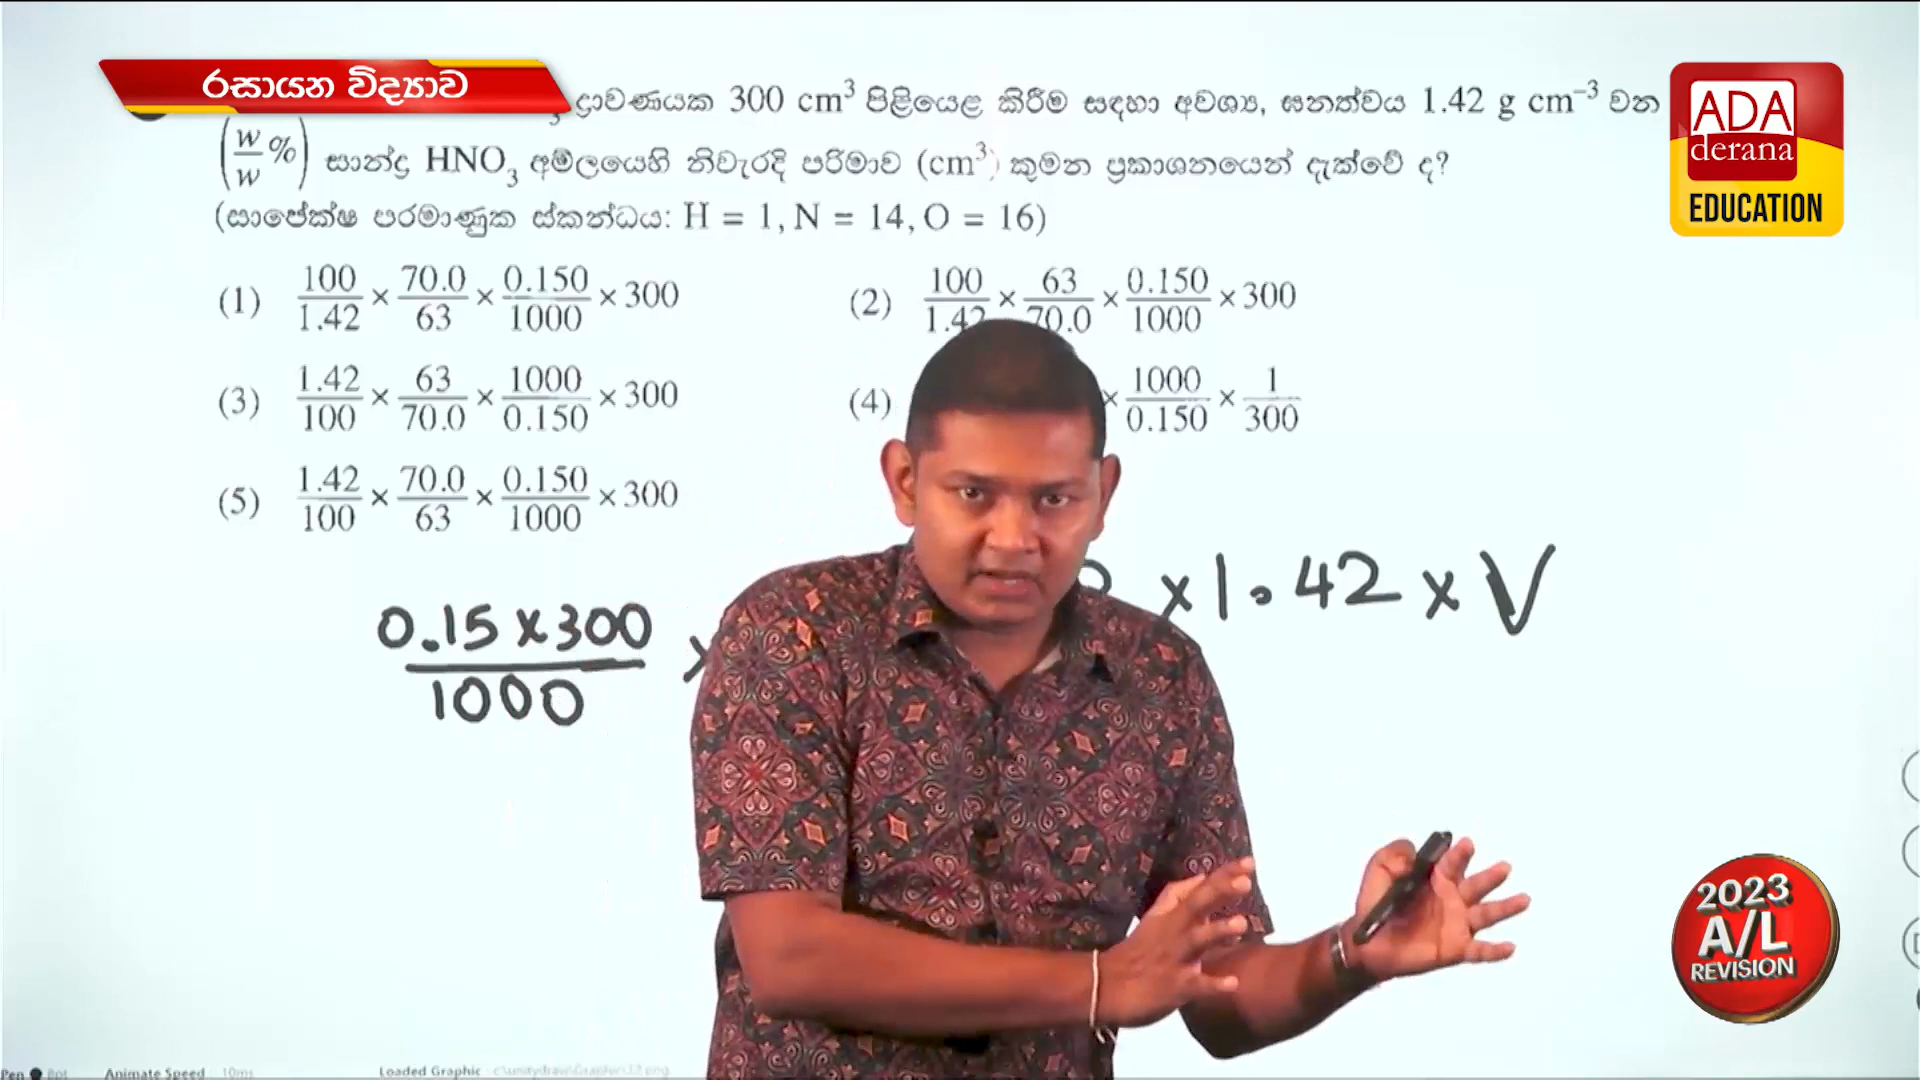 රසායන විද්‍යාව
ද්‍රාවණයක 300 cm³ පිළියෙළ කිරීම සඳහා අවශ්‍ය, ඝනත්වය 1.42 g cm⁻³ වන
(w/w %) සාන්ද්‍ර HNO₃ අම්ලයෙහි නිවැරදි පරිමාව (cm³) කුමන ප්‍රකාශනයෙන් දැක්වේ ද?
(සාපේක්ෂ පරමාණුක ස්කන්ධය: H = 1, N = 14, O = 16)
(1) 100/1.42 × 70.0/63 × 0.150/1000 × 300
(2) 100/1.42 × 63/70.0 × 0.150/1000 × 300
(3) 1.42/100 × 63/70.0 × 1000/0.150 × 300
(4) × 1000/0.150 × 1/300
(5) 1.42/100 × 70.0/63 × 0.150/1000 × 300
0.15 x 300 / 1000 x
x 1.42 x V
ADA
derana
EDUCATION
2023
A/L
REVISION
Pen 8pt Animate Speed 10ms Loaded Graphic